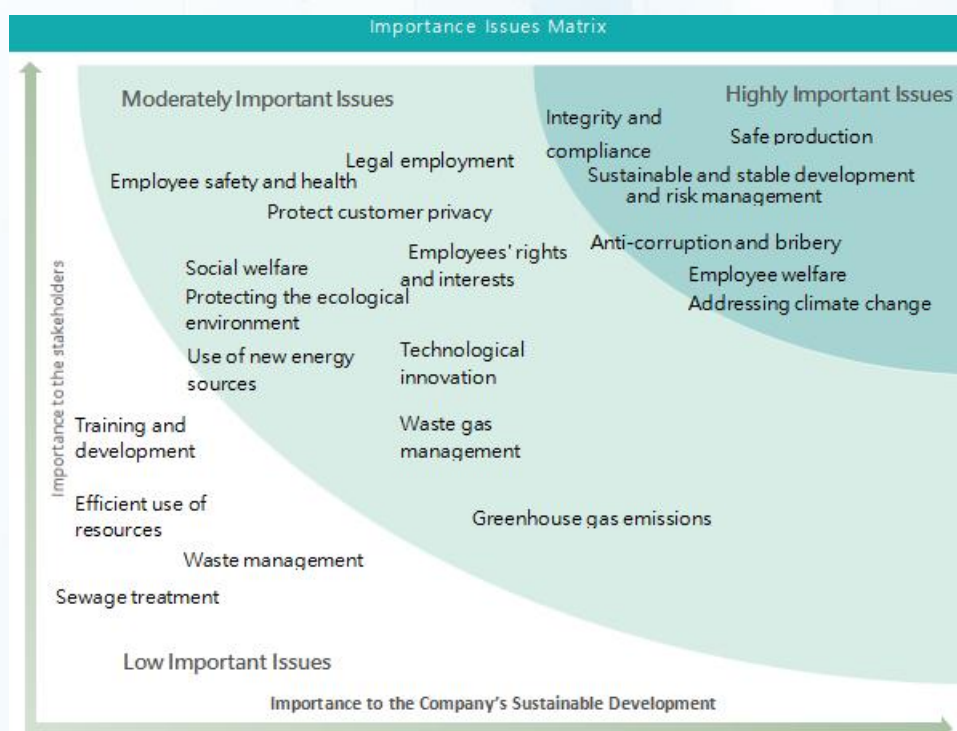 Importance Issues Matrix
Moderately Important Issues
Highly Important Issues
Integrity and
compliance
Safe production
Legal employment
Employee safety and health
Sustainable and stable development
and risk management
Protect customer privacy
Employees' rights
and interests
Anti-corruption and bribery
Social welfare
Employee welfare
Protecting the ecological
environment
Addressing climate change
Use of new energy
sources
Technological
innovation
Training and
development
Waste gas
management
Efficient use of
resources
Greenhouse gas emissions
Waste management
Sewage treatment
Low Important Issues
Importance to the stakeholders
Importance to the Company's Sustainable Development